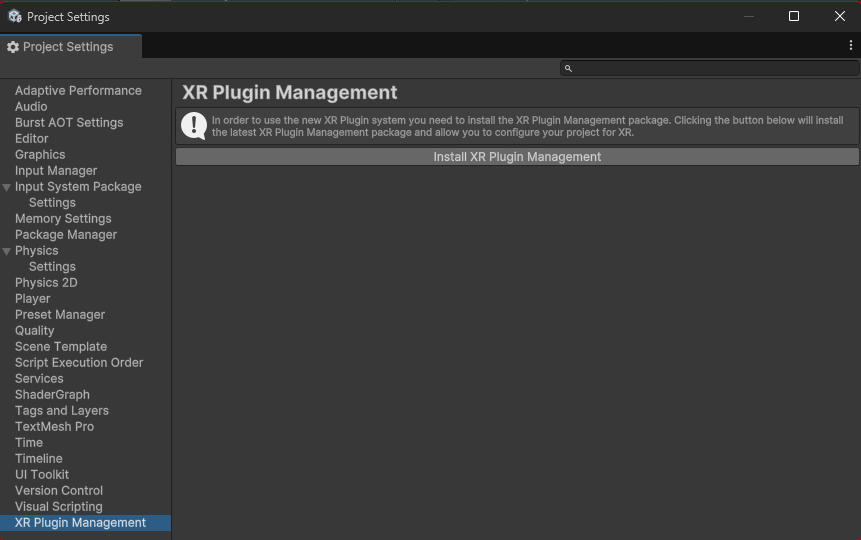 Project Settings
Project Settings
XR Plugin Management
In order to use the new XR Plugin system you need to install the XR Plugin Management package. Clicking the button below will install
the latest XR Plugin Management package and allow you to configure your project for XR.
Install XR Plugin Management
Adaptive Performance
Audio
Burst AOT Settings
Editor
Graphics
Input Manager
Input System Package
Settings
Memory Settings
Package Manager
Physics
Settings
Physics 2D
Player
Preset Manager
Quality
Scene Template
Script Execution Order
Services
ShaderGraph
Tags and Layers
TextMesh Pro
Time
Timeline
UI Toolkit
Version Control
Visual Scripting
XR Plugin Management